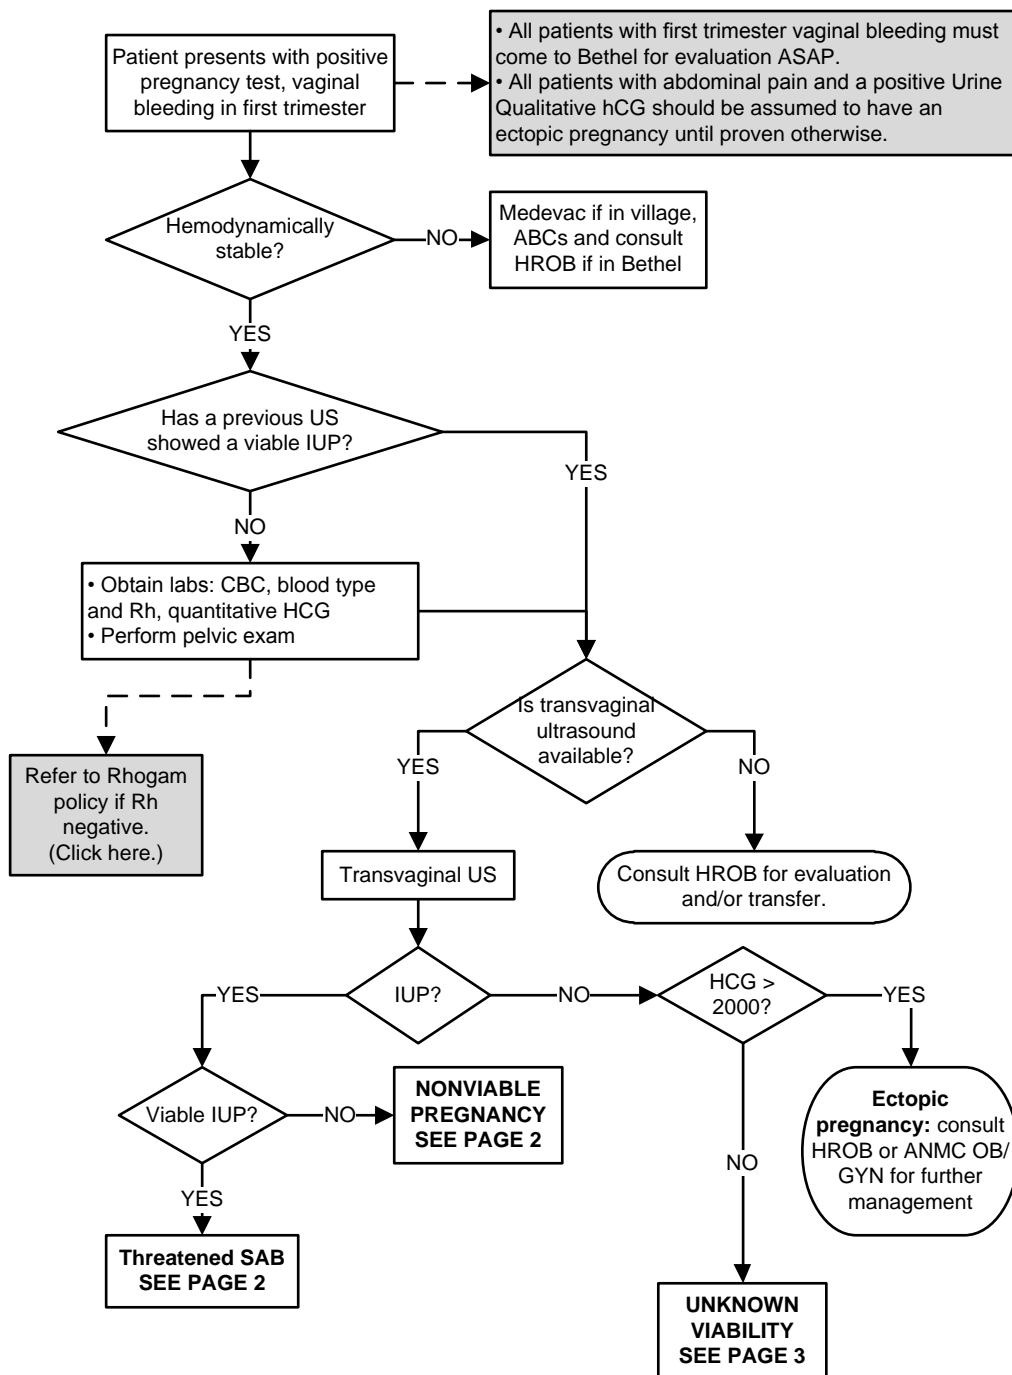 Patient presents with positive
pregnancy test, vaginal
bleeding in first trimester
• All patients with first trimester vaginal bleeding must
come to Bethel for evaluation ASAP.
• All patients with abdominal pain and a positive Urine
Qualitative hCG should be assumed to have an
ectopic pregnancy until proven otherwise.
Hemodynamically
stable?
NO
Medevac if in village,
ABCs and consult
HROB if in Bethel
YES
Has a previous US
showed a viable IUP?
YES
NO
• Obtain labs: CBC, blood type
and Rh, quantitative HCG
• Perform pelvic exam
Refer to Rhogam
policy if Rh
negative.
(Click here.)
Is transvaginal
ultrasound
available?
YES
NO
Transvaginal US
Consult HROB for evaluation
and/or transfer.
IUP?
YES
NO
HCG >
2000?
YES
Viable IUP?
NO
NONVIABLE
PREGNANCY
SEE PAGE 2
Ectopic
pregnancy: consult
HROB or ANMC OB/
GYN for further
management
NO
YES
Threatened SAB
SEE PAGE 2
UNKNOWN
VIABILITY
SEE PAGE 3